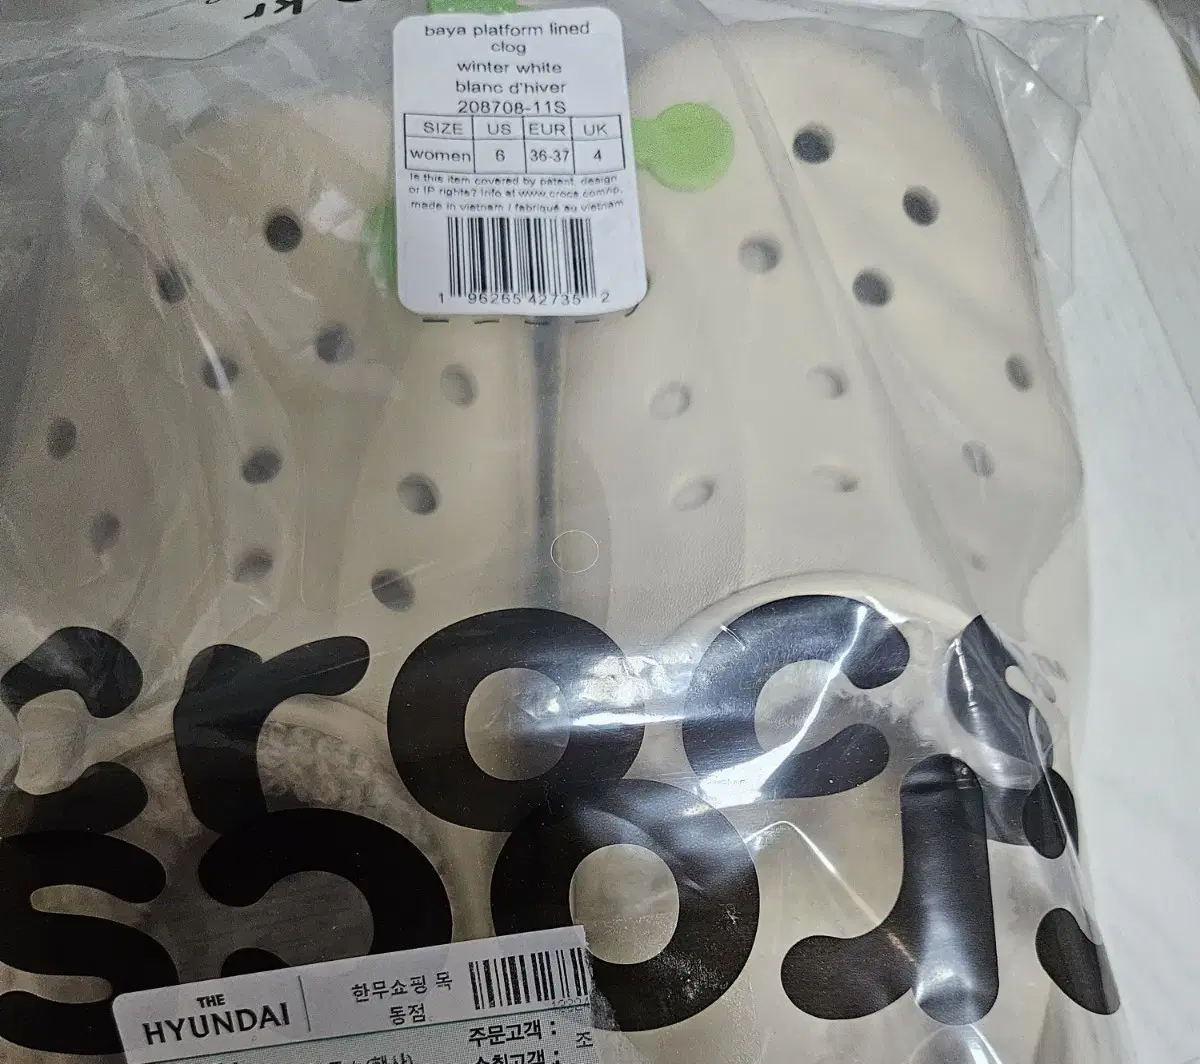 baya platform lined
clog
winter white
blanc d'hiver
208708-11S
SIZE US EUR UK
women 6 36-37 4
Is this item covered by patent, design
or IP rights? Info at www.crocs.com/ip.
made in vietnam / fabriqué au vietnam
1 96265 42735 2
crocs
THE
HYUNDAI
한무쇼핑 목
동점
주문고객 :
조